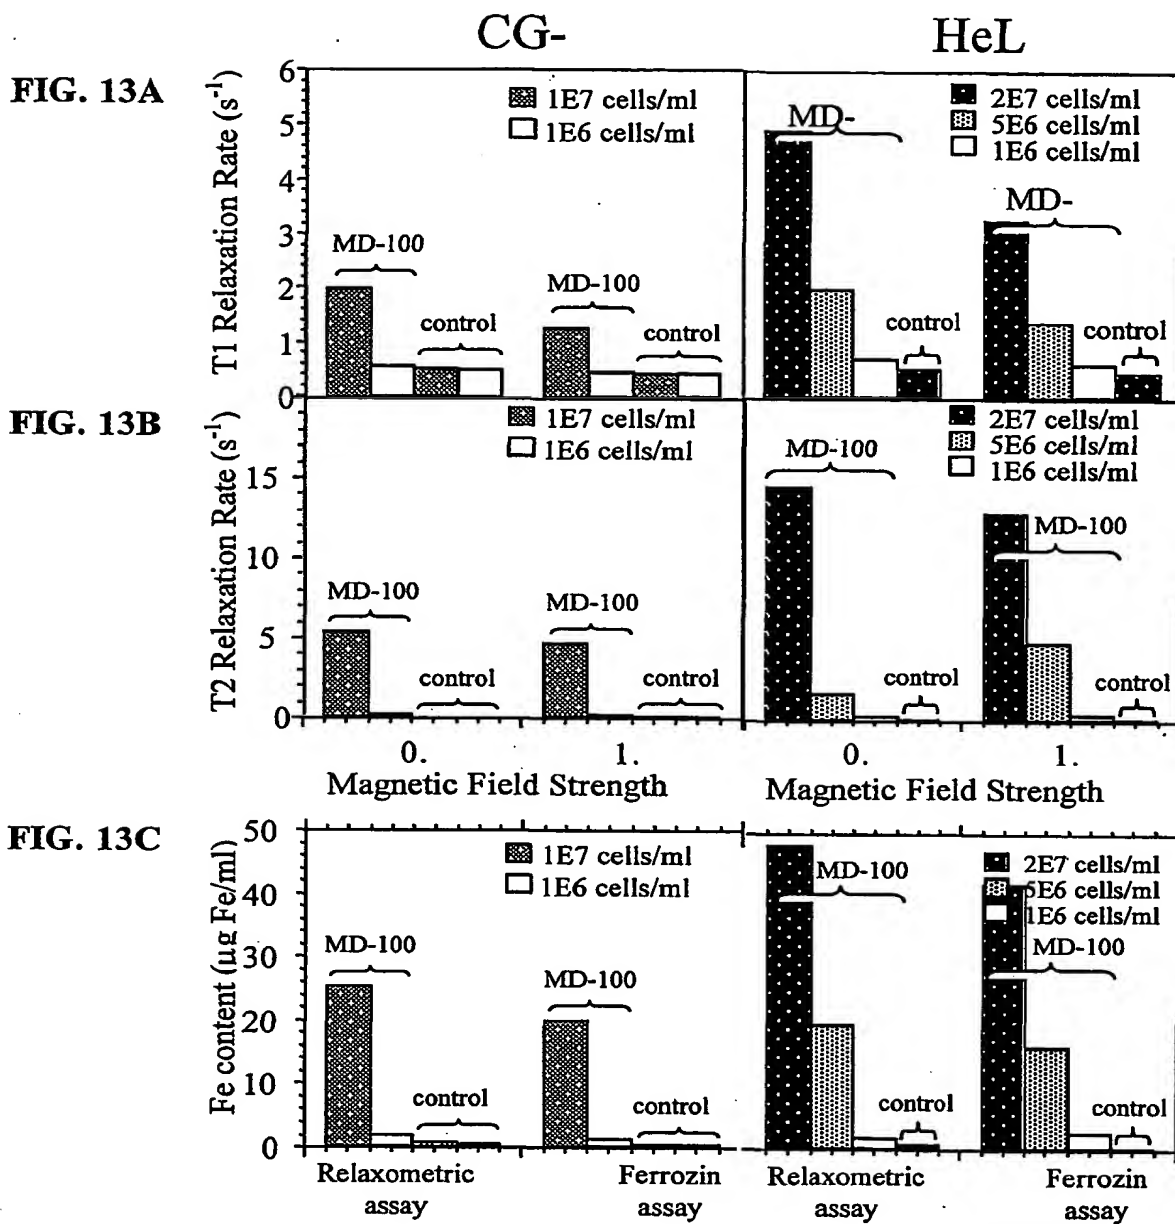 CG-
HeL
FIG. 13A
T1 Relaxation Rate (s-1)
6
5
4
3
2
1
0
1E7 cells/ml
1E6 cells/ml
MD-100
control
MD-100
control
2E7 cells/ml
5E6 cells/ml
1E6 cells/ml
MD-
control
MD-
control
FIG. 13B
T2 Relaxation Rate (s-1)
15
10
5
0
1E7 cells/ml
1E6 cells/ml
MD-100
control
MD-100
control
2E7 cells/ml
5E6 cells/ml
1E6 cells/ml
MD-100
control
MD-100
control
0.
1.
Magnetic Field Strength
0.
1.
Magnetic Field Strength
FIG. 13C
Fe content (µg Fe/ml)
50
40
30
20
10
0
1E7 cells/ml
1E6 cells/ml
MD-100
control
MD-100
control
2E7 cells/ml
5E6 cells/ml
1E6 cells/ml
MD-100
control
MD-100
control
Relaxometric
assay
Ferrozin
assay
Relaxometric
assay
Ferrozin
assay